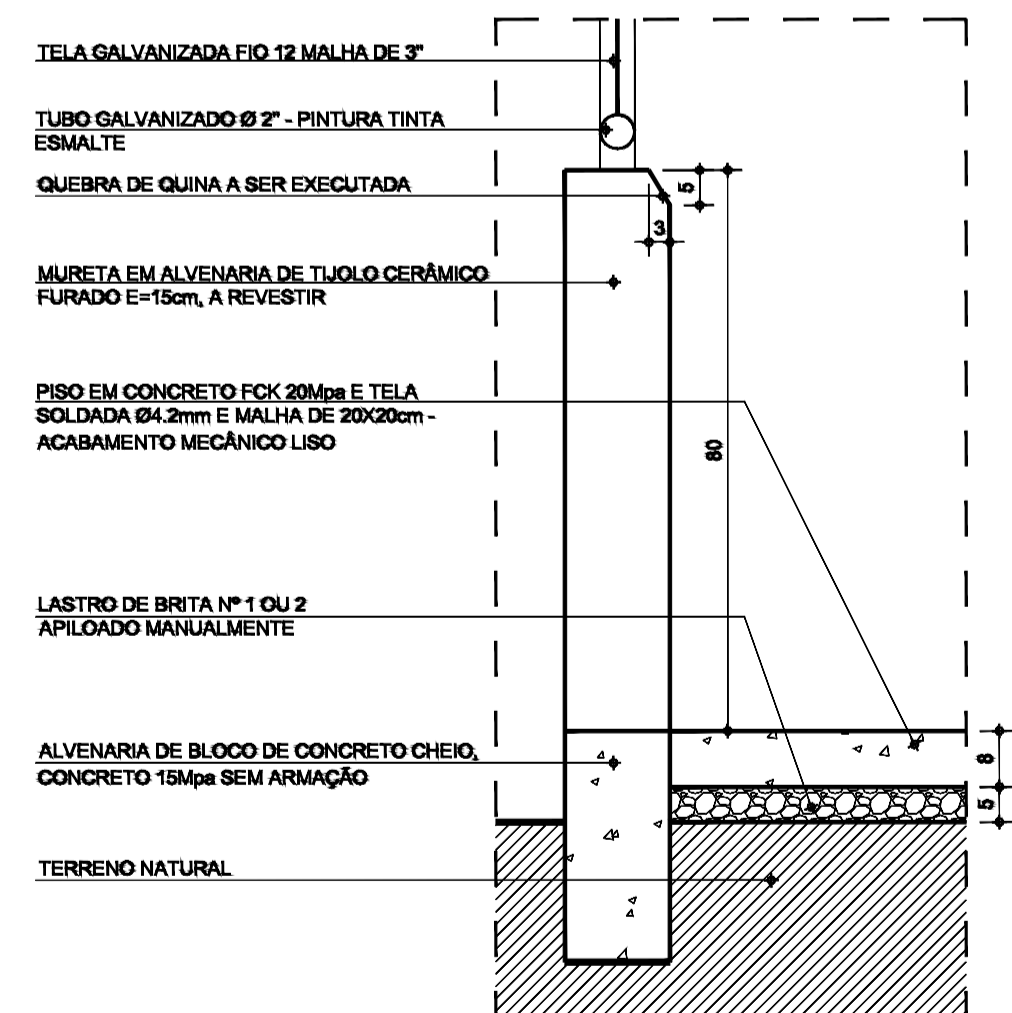 TELA GALVANIZADA FIO 12 MALHA DE 3"
TUBO GALVANIZADO Ø 2" - PINTURA TINTA
ESMALTE
QUEBRA DE QUINA A SER EXECUTADA
5
3
MURETA EM ALVENARIA DE TIJOLO CERÂMICO
FURADO E=15cm, A REVESTIR
PISO EM CONCRETO FCK 20Mpa E TELA
SOLDADA Ø4.2mm E MALHA DE 20X20cm -
ACABAMENTO MECÂNICO LISO
80
LASTRO DE BRITA Nº 1 OU 2
APILOADO MANUALMENTE
ALVENARIA DE BLOCO DE CONCRETO CHEIO,
CONCRETO 15Mpa SEM ARMAÇÃO
8
5
TERRENO NATURAL